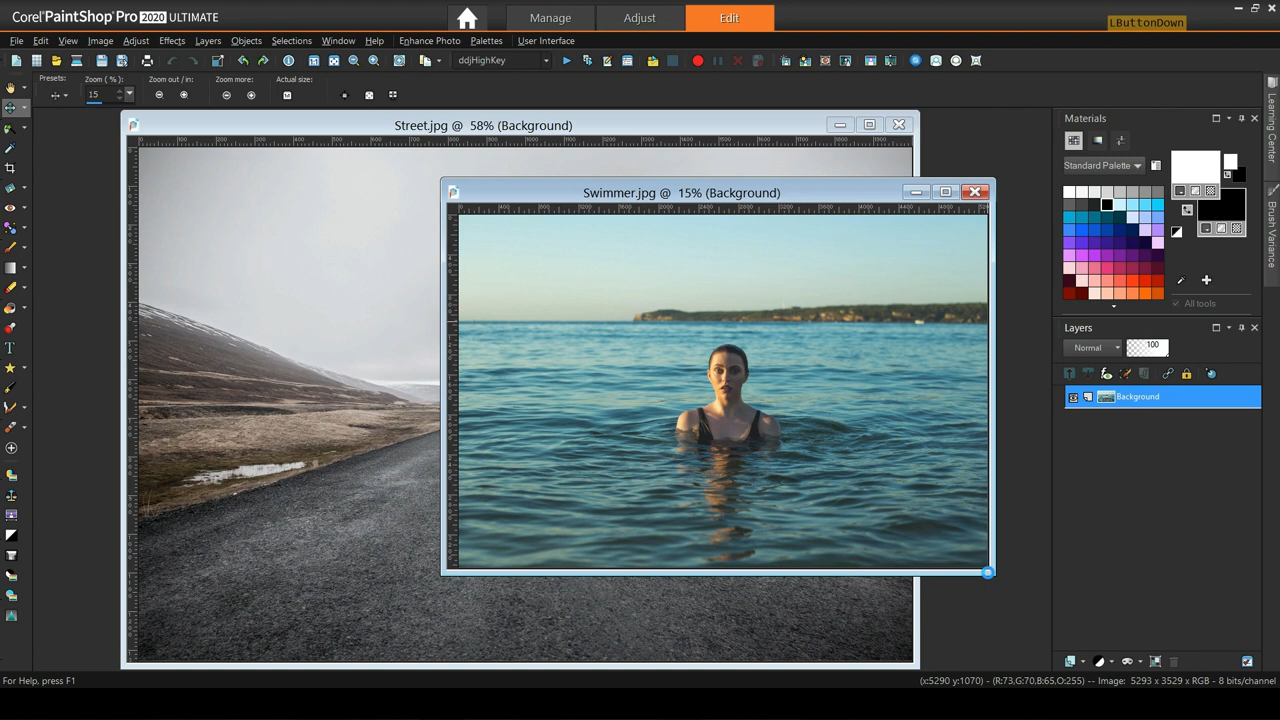 Corel®PaintShop®Pro 2020 ULTIMATE
Manage
Adjust
Edit
LButtonDown
File Edit View Image Adjust Effects Layers Objects Selections Window Help Enhance Photo Palettes User Interface
ddjHighKey
Presets:
Zoom ( % ):
Zoom out / in:
Zoom more:
Actual size:
15
Street.jpg @ 58% (Background)
Swimmer.jpg @ 15% (Background)
Materials
Standard Palette
All tools
Layers
Normal
100
Background
Learning Center
Brush Variance
For Help, press F1
(x:5290 y:1070) - (R:73,G:70,B:65,O:255) -- Image: 5293 x 3529 x RGB - 8 bits/channel